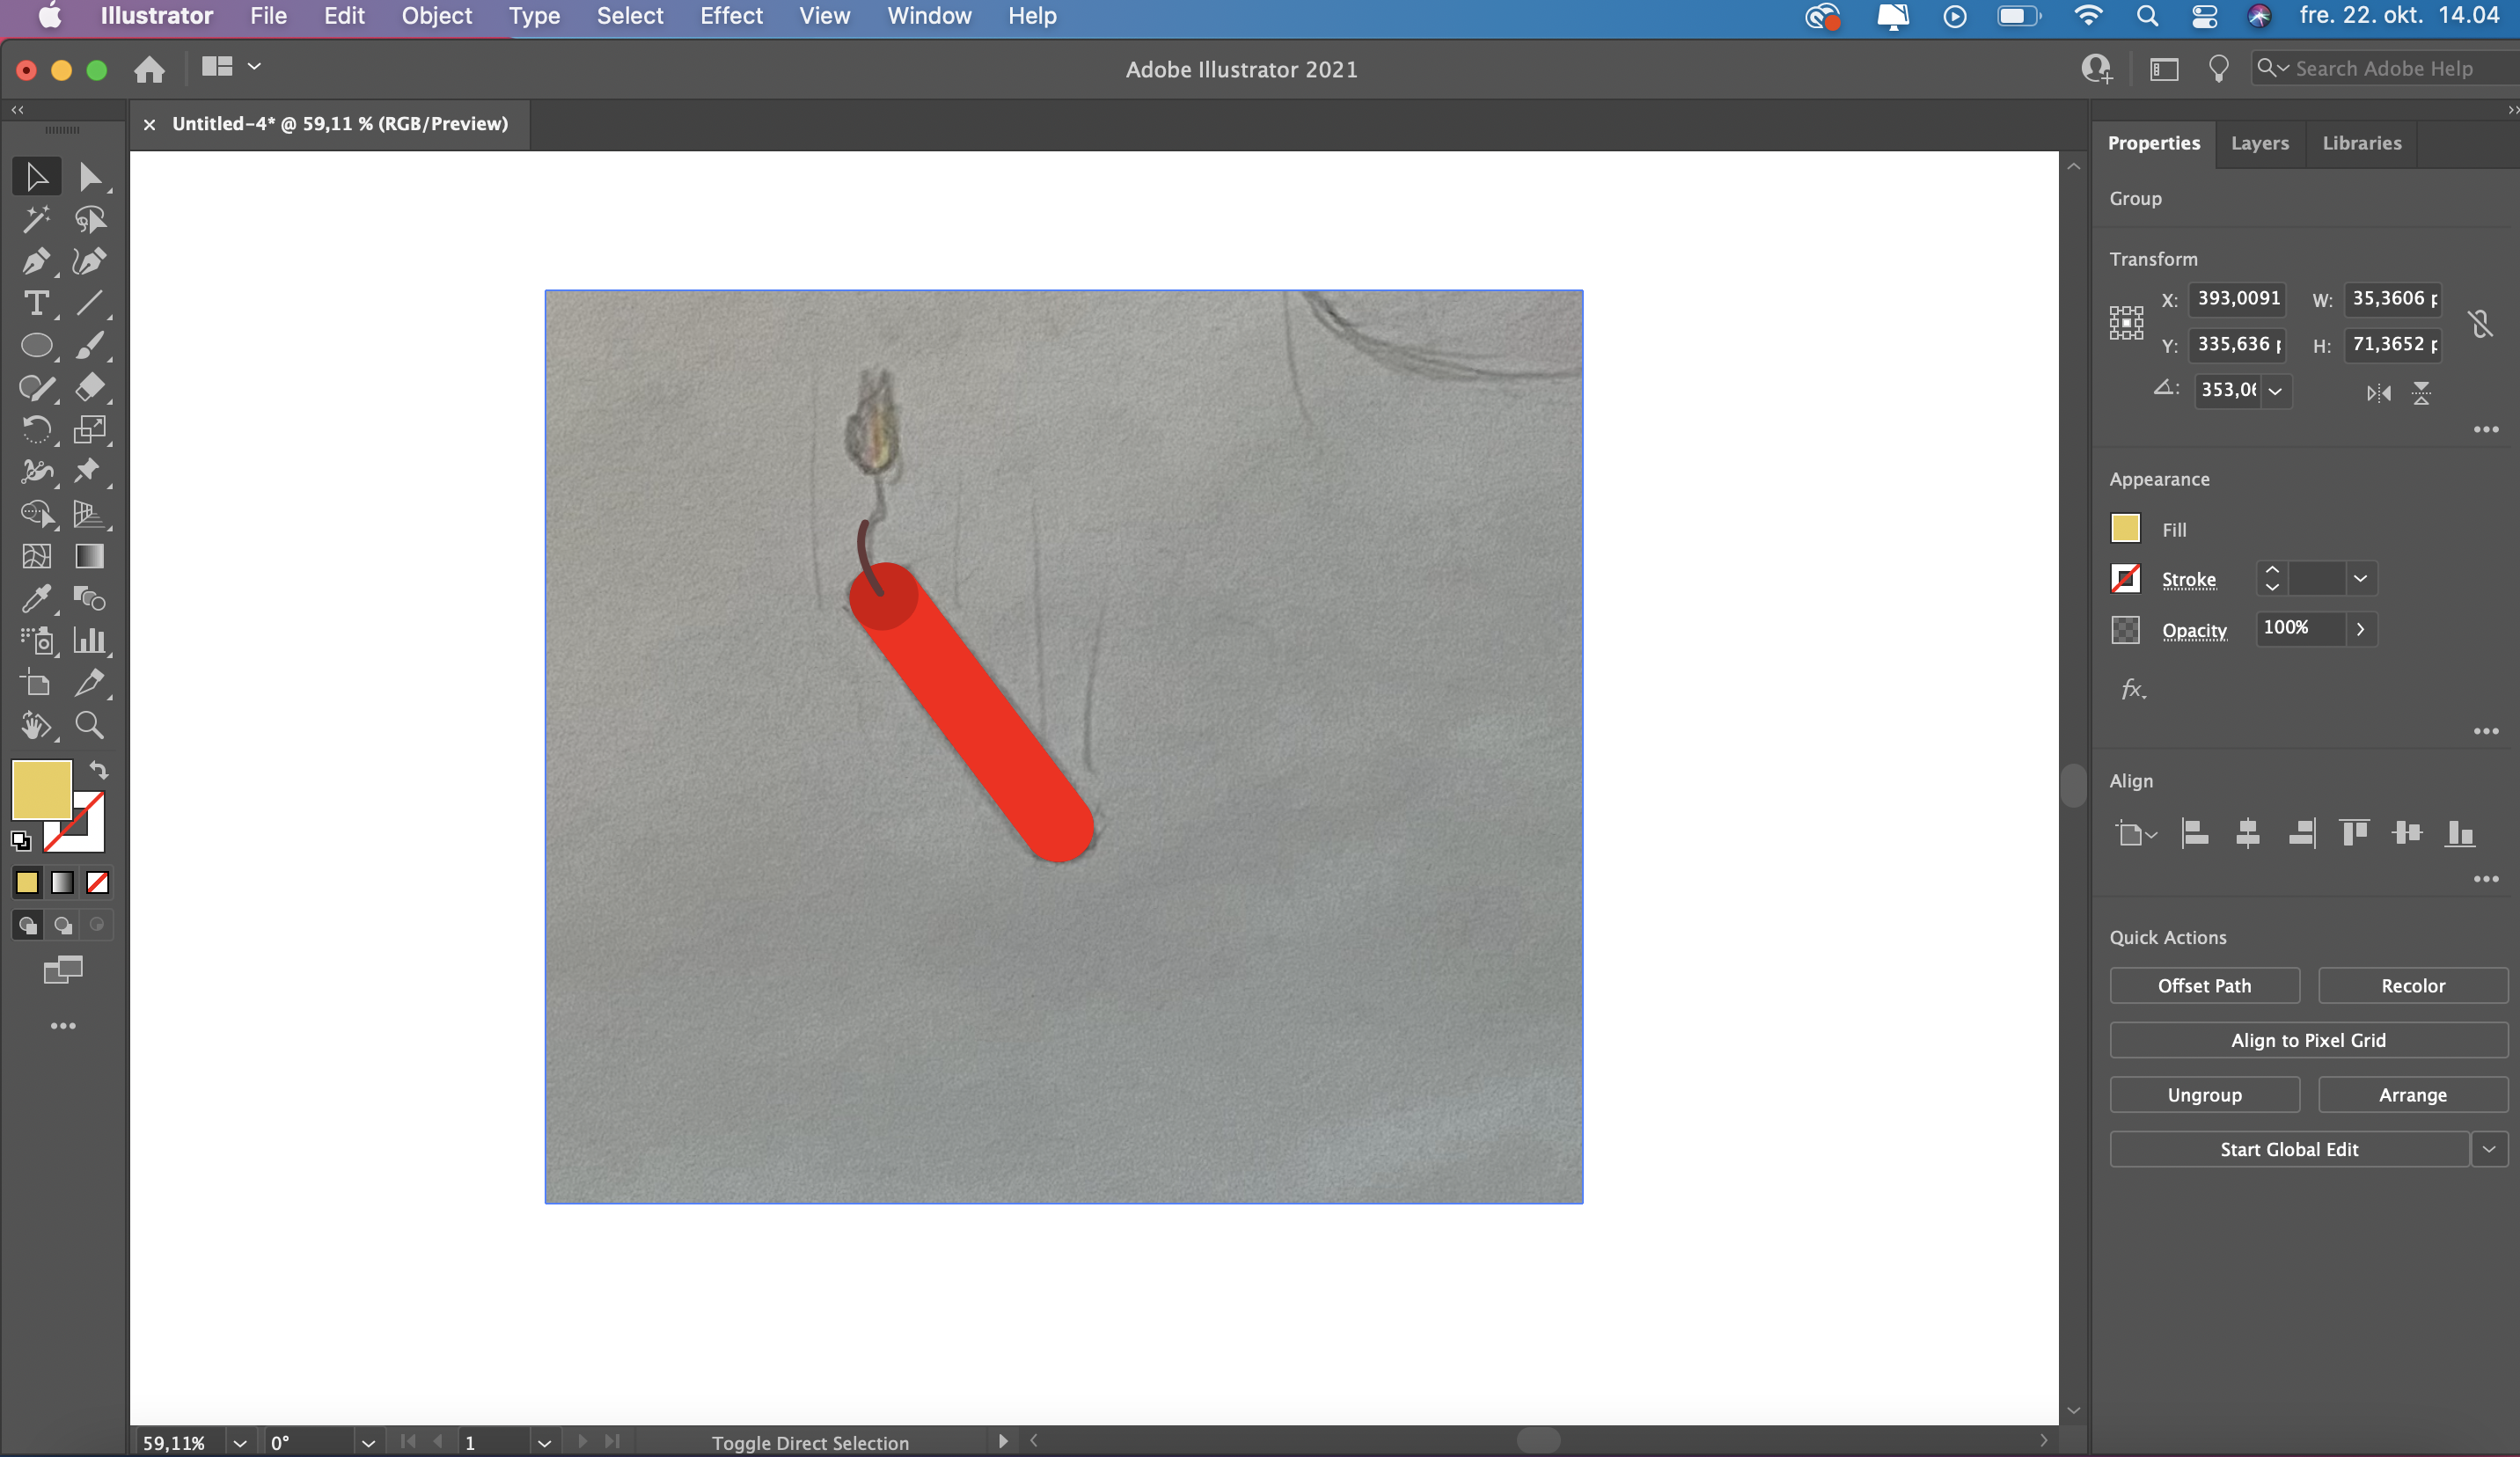 Illustrator File Edit Object Type Select Effect View Window Help fre. 22. okt. 14.04
Adobe Illustrator 2021
Search Adobe Help
Untitled-4* @ 59,11 % (RGB/Preview)
Properties Layers Libraries
Group
Transform
X: 393,0091 W: 35,3606 p
Y: 335,636 p H: 71,3652 p
353,06
Appearance
Fill
Stroke
Opacity 100%
fx
Align
Quick Actions
Offset Path Recolor
Align to Pixel Grid
Ungroup Arrange
Start Global Edit
59,11% 0° 1 Toggle Direct Selection